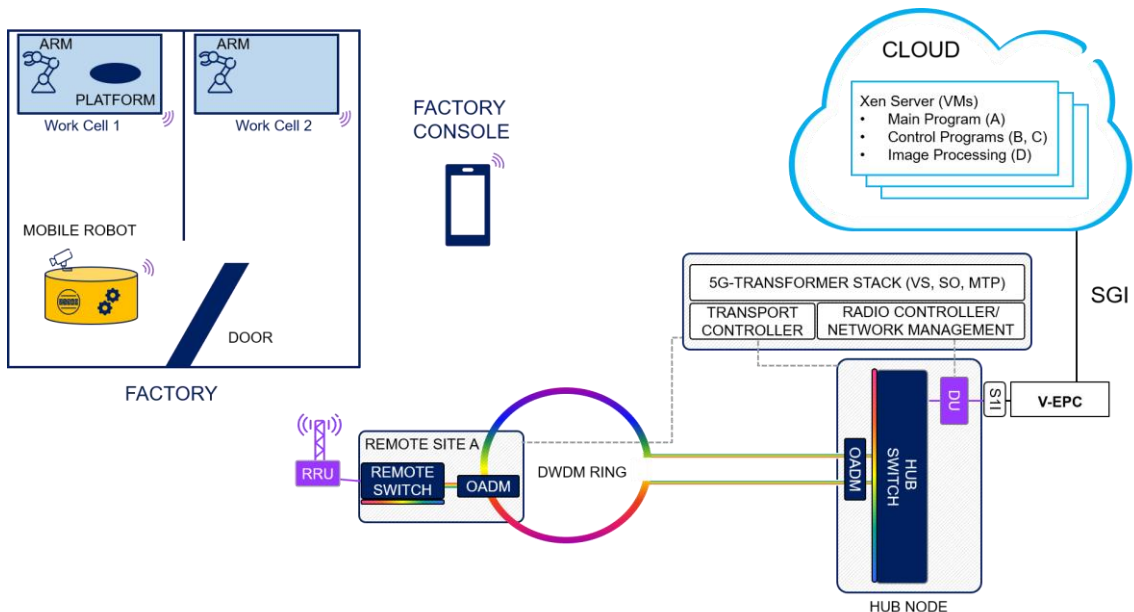 ARM
PLATFORM
Work Cell 1
ARM
Work Cell 2
MOBILE ROBOT
DOOR
FACTORY
FACTORY
CONSOLE
CLOUD
Xen Server (VMs)
• Main Program (A)
• Control Programs (B, C)
• Image Processing (D)
SGI
5G-TRANSFORMER STACK (VS, SO, MTP)
TRANSPORT
CONTROLLER
RADIO CONTROLLER/
NETWORK MANAGEMENT
RRU
REMOTE SITE A
REMOTE
SWITCH
OADM
DWDM RING
OADM
HUB
SWITCH
DU
S1I
V-EPC
HUB NODE